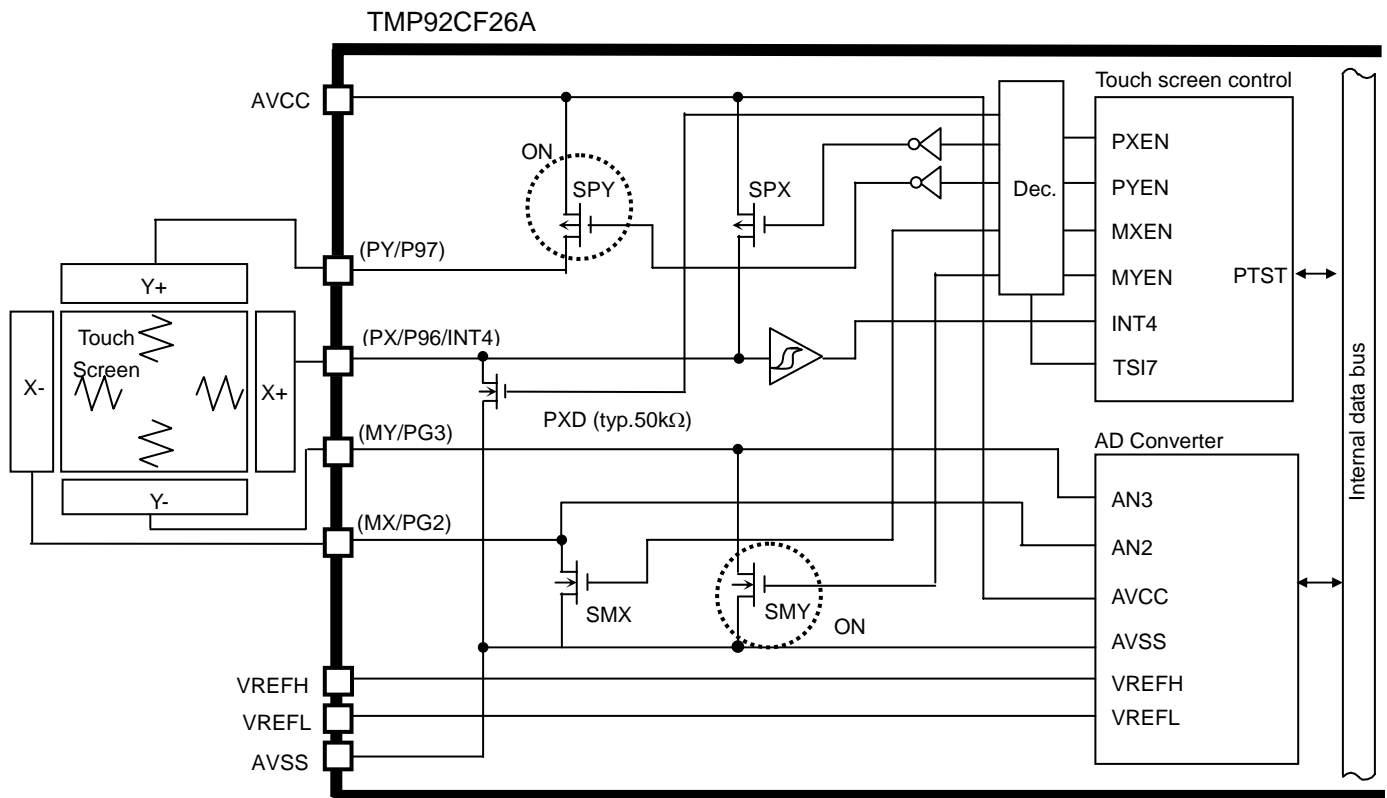 TMP92CF26A
Touch screen control
AVCC
ON
SPY
SPX
Dec.
PXEN
PYEN
MXEN
MYEN
PTST
INT4
TSI7
(PY/P97)
Y+
(PX/P96/INT4)
Touch
Screen
X-
X+
PXD (typ.50kΩ)
(MY/PG3)
Y-
(MX/PG2)
SMX
SMY
ON
AD Converter
AN3
AN2
AVCC
AVSS
VREFH
VREFL
Internal data bus
VREFH
VREFL
AVSS